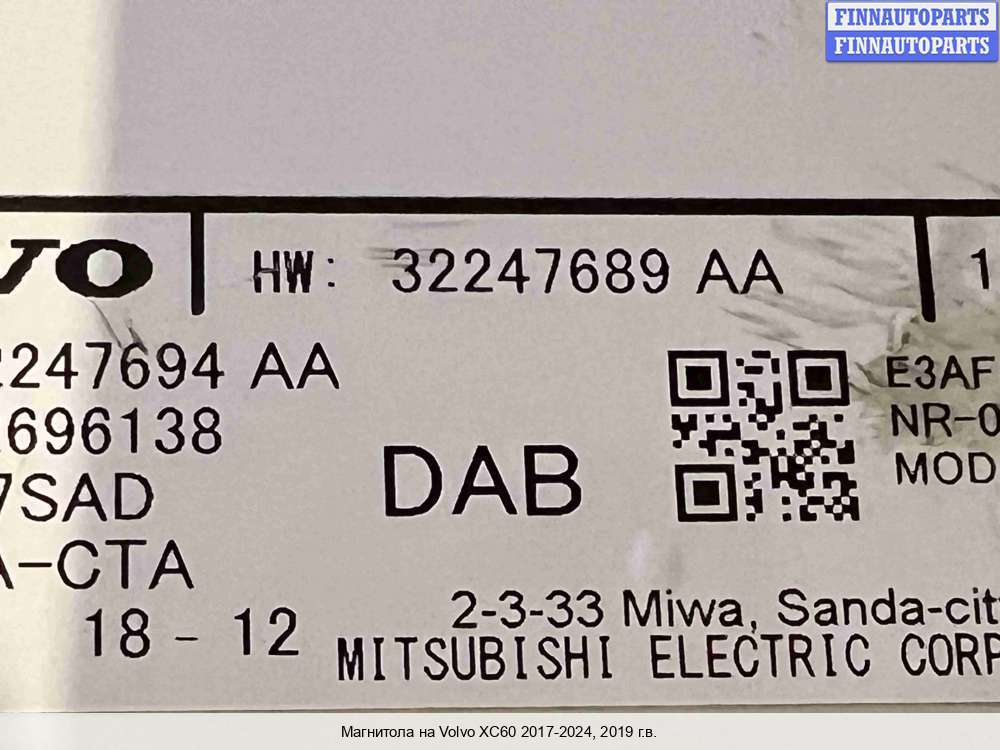 FINNAUTOPARTS
FINNAUTOPARTS
VO HW: 32247689 AA 1
2247694 AA
696138
7SAD
DAB
E3AF
NR-0
MOD
A-CTA
18 - 12
2-3-33 Miwa, Sanda-cit
MITSUBISHI ELECTRIC CORP
Магнитола на Volvo XC60 2017-2024, 2019 г.в.